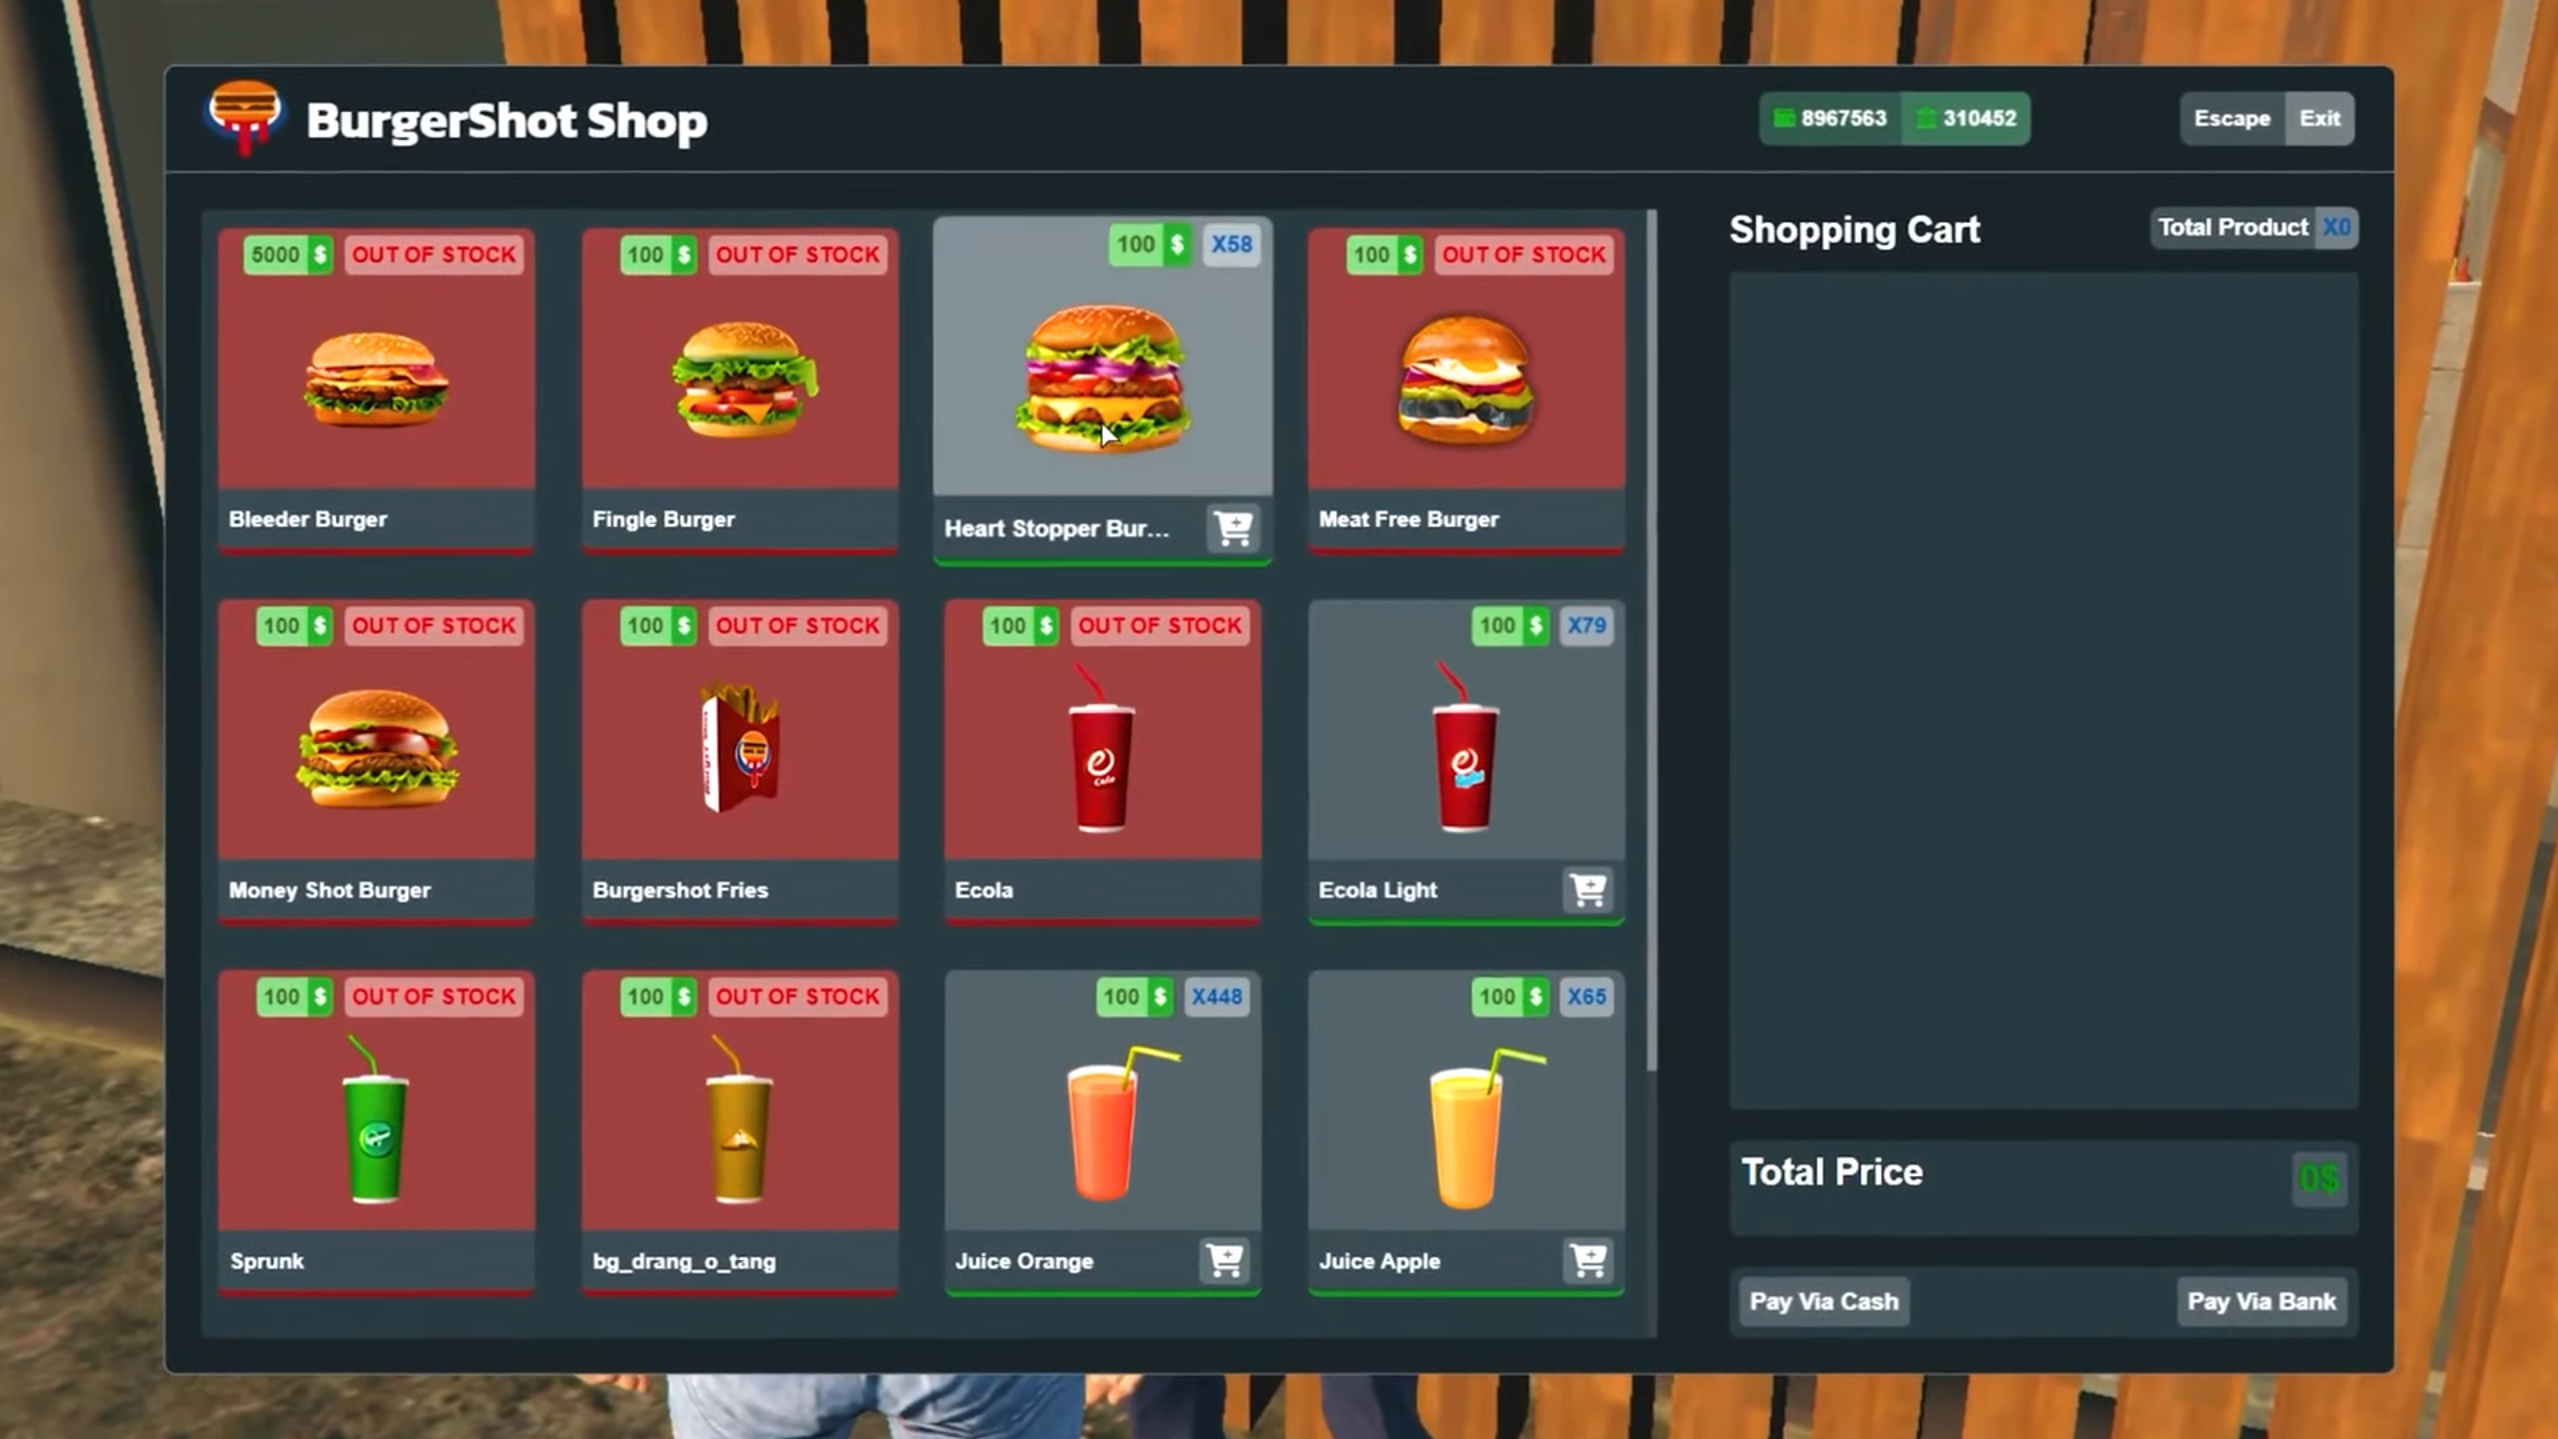 BurgerShot Shop
8967563 310452
Escape Exit
5000 $ OUT OF STOCK
Bleeder Burger
100 $ OUT OF STOCK
Fingle Burger
100 $ X58
Heart Stopper Bur...
100 $ OUT OF STOCK
Meat Free Burger
100 $ OUT OF STOCK
Money Shot Burger
100 $ OUT OF STOCK
Burgershot Fries
100 $ OUT OF STOCK
e
Cola
Ecola
100 $ X79
e
Light
Ecola Light
100 $ OUT OF STOCK
Sprunk
100 $ OUT OF STOCK
bg_drang_o_tang
100 $ X448
Juice Orange
100 $ X65
Juice Apple
Shopping Cart
Total Product X0
Total Price
0$
Pay Via Cash
Pay Via Bank